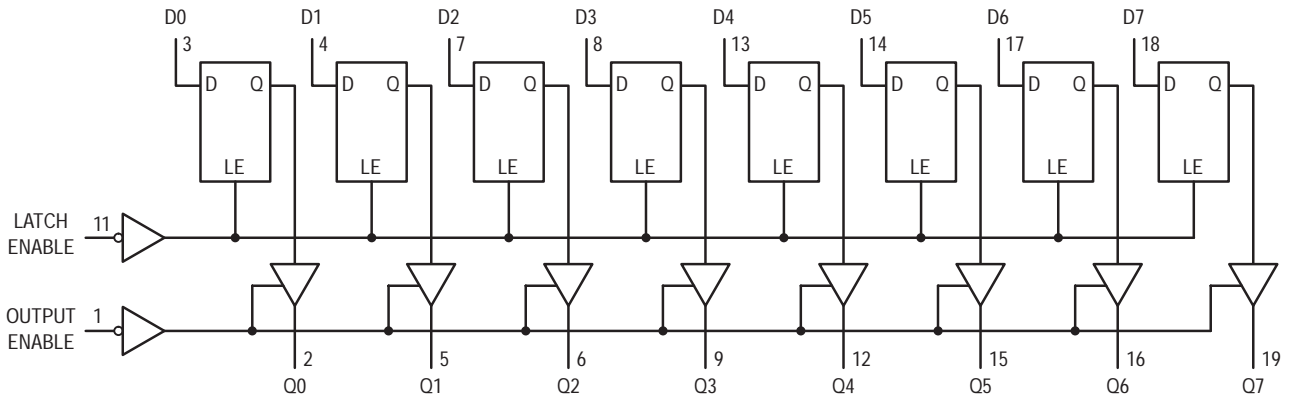 D0 D1 D2 D3 D4 D5 D6 D7
3 4 7 8 13 14 17 18
D Q D Q D Q D Q D Q D Q D Q D Q
LE LE LE LE LE LE LE LE
LATCH 11
ENABLE
OUTPUT 1
ENABLE
2 5 6 9 12 15 16 19
Q0 Q1 Q2 Q3 Q4 Q5 Q6 Q7